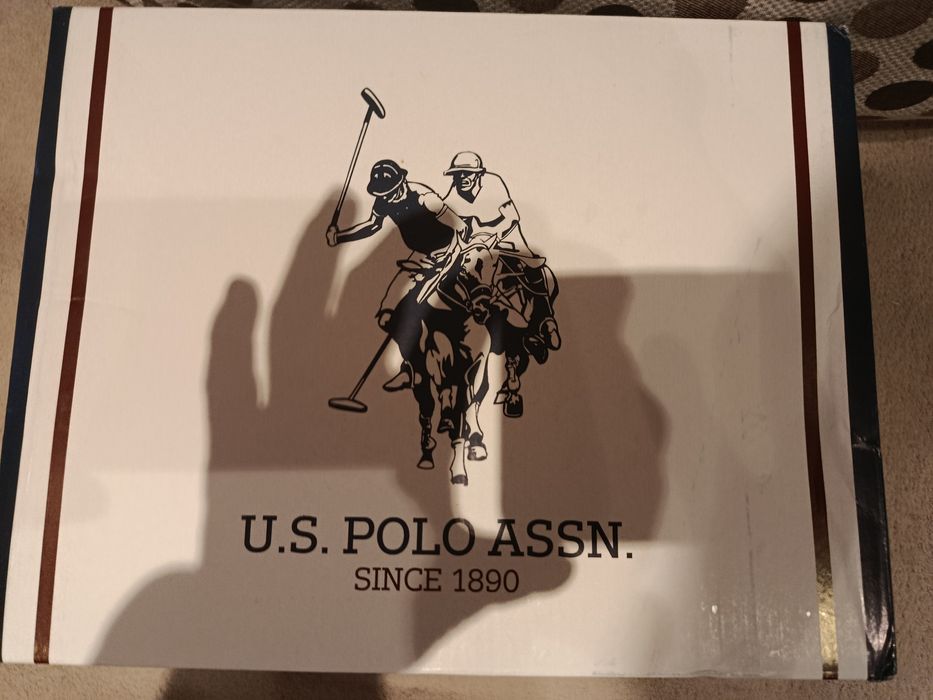 U.S. POLO ASSN.
SINCE 1890